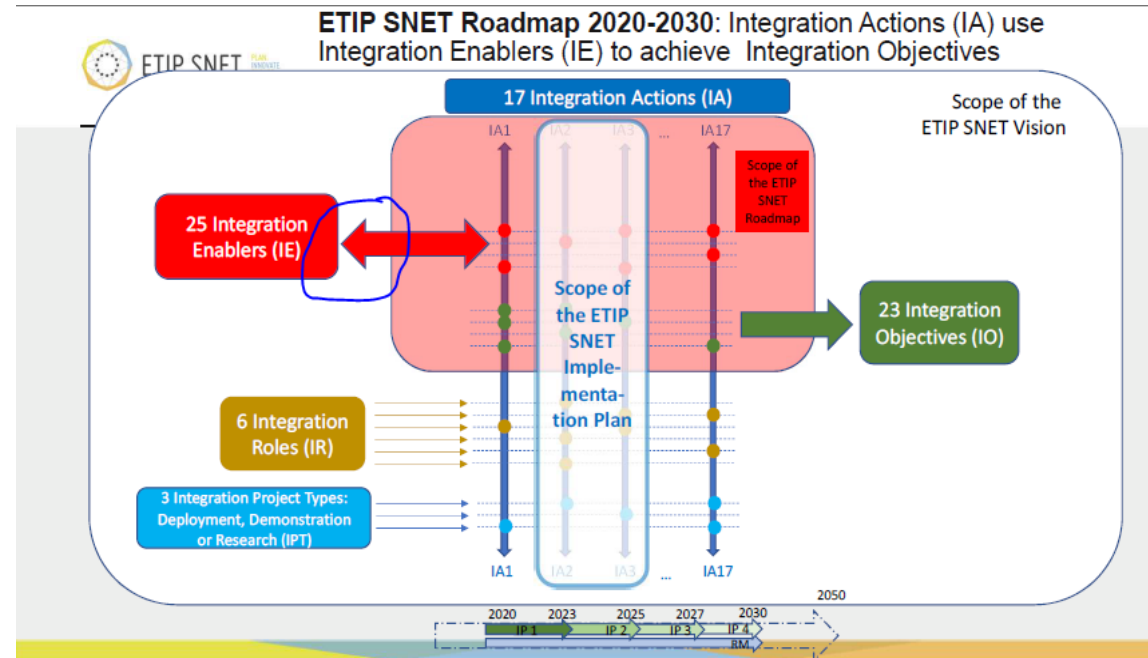 ETIP SNET Roadmap 2020-2030: Integration Actions (IA) use
Integration Enablers (IE) to achieve Integration Objectives
ETIP SNET
PLAN
INNOVATE
17 Integration Actions (IA)
Scope of the
ETIP SNET Vision
IA1 IA2 IA3 ... IA17
Scope of
the ETIP
SNET
Roadmap
25 Integration
Enablers (IE)
Scope of
the ETIP
SNET
Imple-
menta-
tion Plan
23 Integration
Objectives (IO)
6 Integration
Roles (IR)
3 Integration Project Types:
Deployment, Demonstration
or Research (IPT)
IA1 IA2 IA3 ... IA17
2050
2020 2023 2025 2027 2030
IP 1 IP 2 IP 3 IP 4
RM